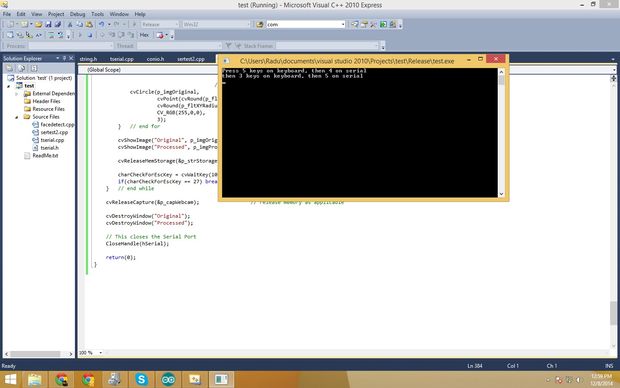 test (Running) - Microsoft Visual C++ 2010 Express
File Edit View Project Debug Tools Window Help
Release Win32 com
Hex
Process: Thread: Stack Frame:
Solution Explorer
string.h tserial.cpp conio.h sertest2.cpp
(Global Scope)
Solution 'test' (1 project)
test
External Dependen
Header Files
Resource Files
Source Files
facedetect.cpp
sertest2.cpp
tserial.cpp
tserial.h
ReadMe.txt
C:\Users\Radu\documents\visual studio 2010\Projects\test\Release\test.exe
Press 5 keys on keyboard, then 4 on serial
then 3 keys on keyboard, then 5 on serial
cvCircle(p_imgOriginal,
cvPoint(cvRound(p_fl
cvRound(p_fltXYRadiu
CV_RGB(255,0,0),
3);
} // end for
cvShowImage("Original", p_imgOrig
cvShowImage("Processed", p_imgPro
cvReleaseMemStorage(&p_strStorage
charCheckForEscKey = cvWaitKey(10
if(charCheckForEscKey == 27) brea
} // end while
cvReleaseCapture(&p_capWebcam); // release memory as applicable
cvDestroyWindow("Original");
cvDestroyWindow("Processed");
// This closes the Serial Port
CloseHandle(hSerial);
return(0);
}
100 %
Ready Ln 384 Col 1 Ch 1 INS
12:59 PM
12/8/2014